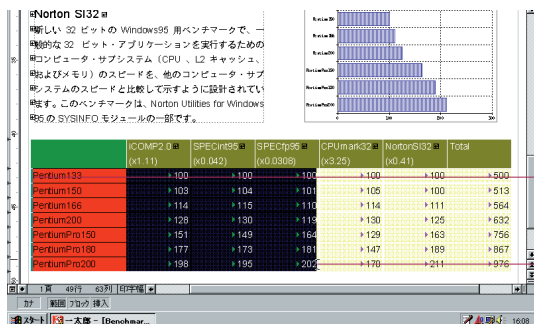 Norton SI32
新しい 32 ビットの Windows95 用ベンチマークで、一
般的な 32 ビット・アプリケーションを実行するための
コンピュータ・サブシステム（CPU 、L2 キャッシュ、
およびメモリ）のスピードを、他のコンピュータ・サブ
システムのスピードと比較して示すように設計されてい
ます。このベンチマークは、Norton Utilities for Windows
95 の SYSINFO モジュールの部です。
Pentium150
Pentium166
Pentium200
PentiumPro150
PentiumPro180
PentiumPro200
iCOMP2.0 SPECint95 SPECfp95 CPUmark32 NortonSI32 Total
(x1.11) (x0.042) (x0.0308) (x3.25) (x0.41)
Pentium133 100 100 100 100 100 500
Pentium150 103 104 101 105 100 513
Pentium166 114 115 110 114 111 564
Pentium200 128 130 119 130 125 632
PentiumPro150 151 149 164 129 163 756
PentiumPro180 177 173 181 147 189 867
PentiumPro200 198 195 202 170 211 976
1頁 49行 63列 印字幅
カナ 範囲 ブロック 挿入
スタート 一太郎 - [Benchmar... 16:08